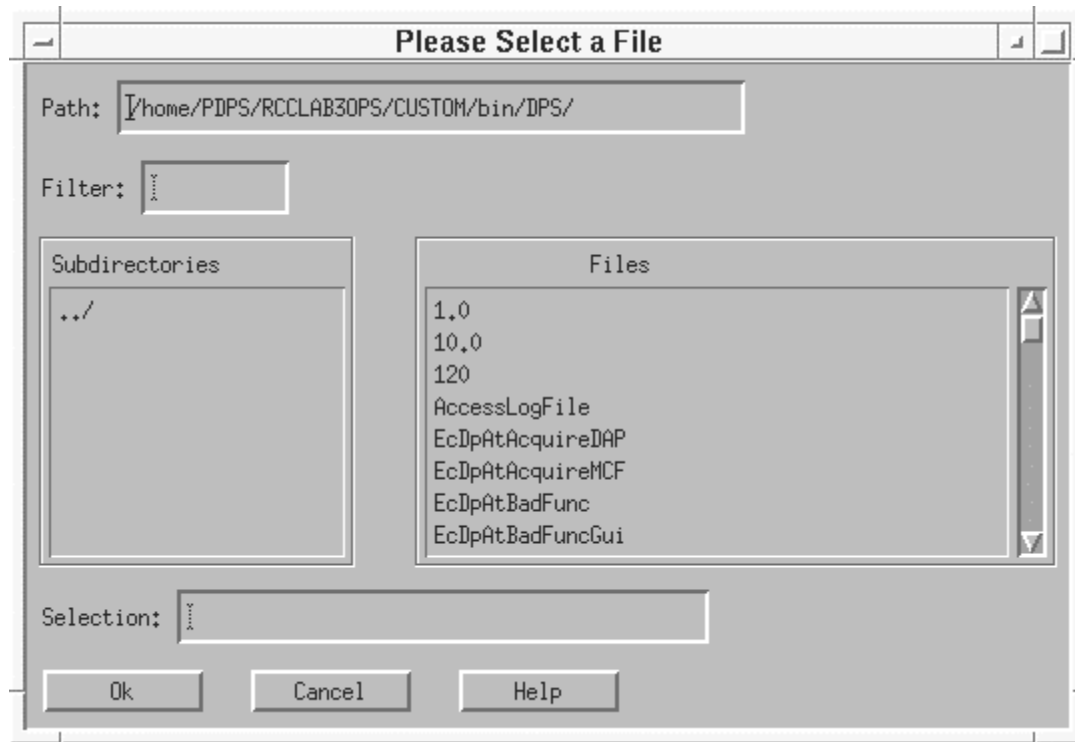 Please Select a File
Path: /home/PDPS/RCCLAB3OPS/CUSTOM/bin/DPS/
Filter:
Subdirectories
../
Files
1.0
10.0
120
AccessLogFile
EcDpAtAcquireDAP
EcDpAtAcquireMCF
EcDpAtBadFunc
EcDpAtBadFuncGui
Selection:
Ok Cancel Help